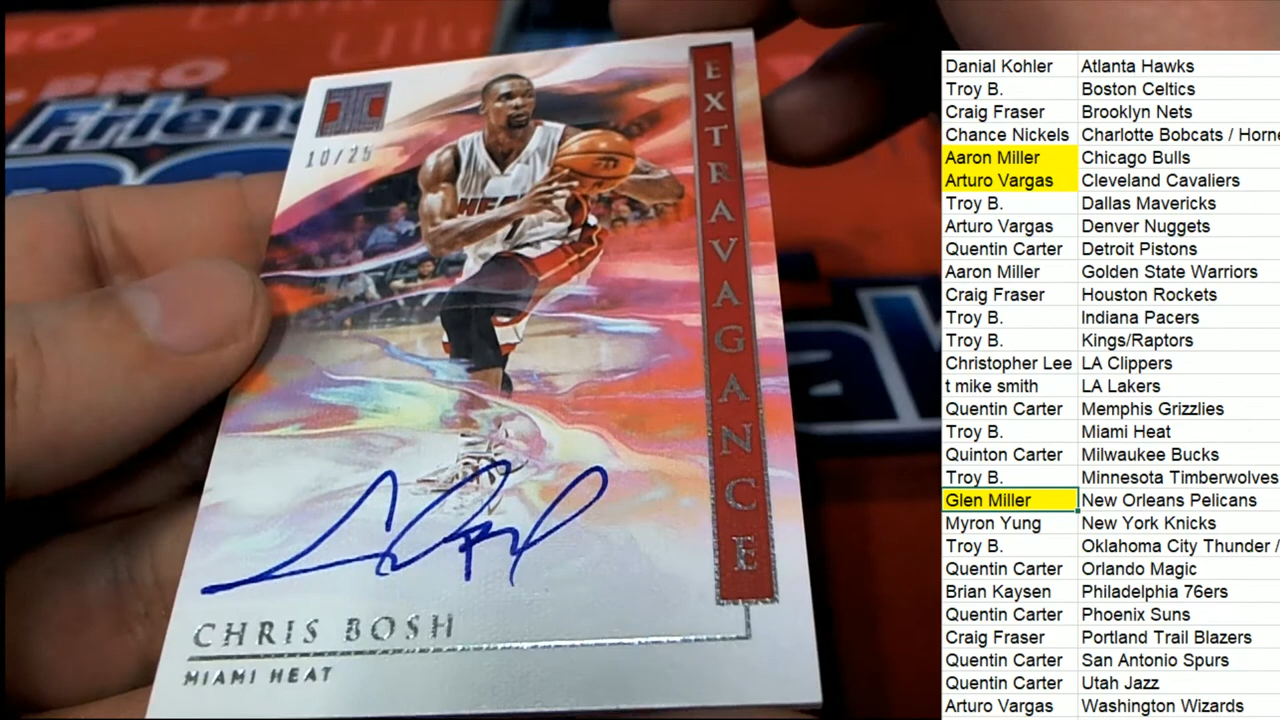 PRO
Friend
10/25
HEAT
EXTRAVAGANCE
CHRIS BOSH
MIAMI HEAT
Danial Kohler Atlanta Hawks
Troy B. Boston Celtics
Craig Fraser Brooklyn Nets
Chance Nickels Charlotte Bobcats / Horne
Aaron Miller Chicago Bulls
Arturo Vargas Cleveland Cavaliers
Troy B. Dallas Mavericks
Arturo Vargas Denver Nuggets
Quentin Carter Detroit Pistons
Aaron Miller Golden State Warriors
Craig Fraser Houston Rockets
Troy B. Indiana Pacers
Troy B. Kings/Raptors
Christopher Lee LA Clippers
t mike smith LA Lakers
Quentin Carter Memphis Grizzlies
Troy B. Miami Heat
Quinton Carter Milwaukee Bucks
Troy B. Minnesota Timberwolves
Glen Miller New Orleans Pelicans
Myron Yung New York Knicks
Troy B. Oklahoma City Thunder /
Quentin Carter Orlando Magic
Brian Kaysen Philadelphia 76ers
Quentin Carter Phoenix Suns
Craig Fraser Portland Trail Blazers
Quentin Carter San Antonio Spurs
Quentin Carter Utah Jazz
Arturo Vargas Washington Wizards